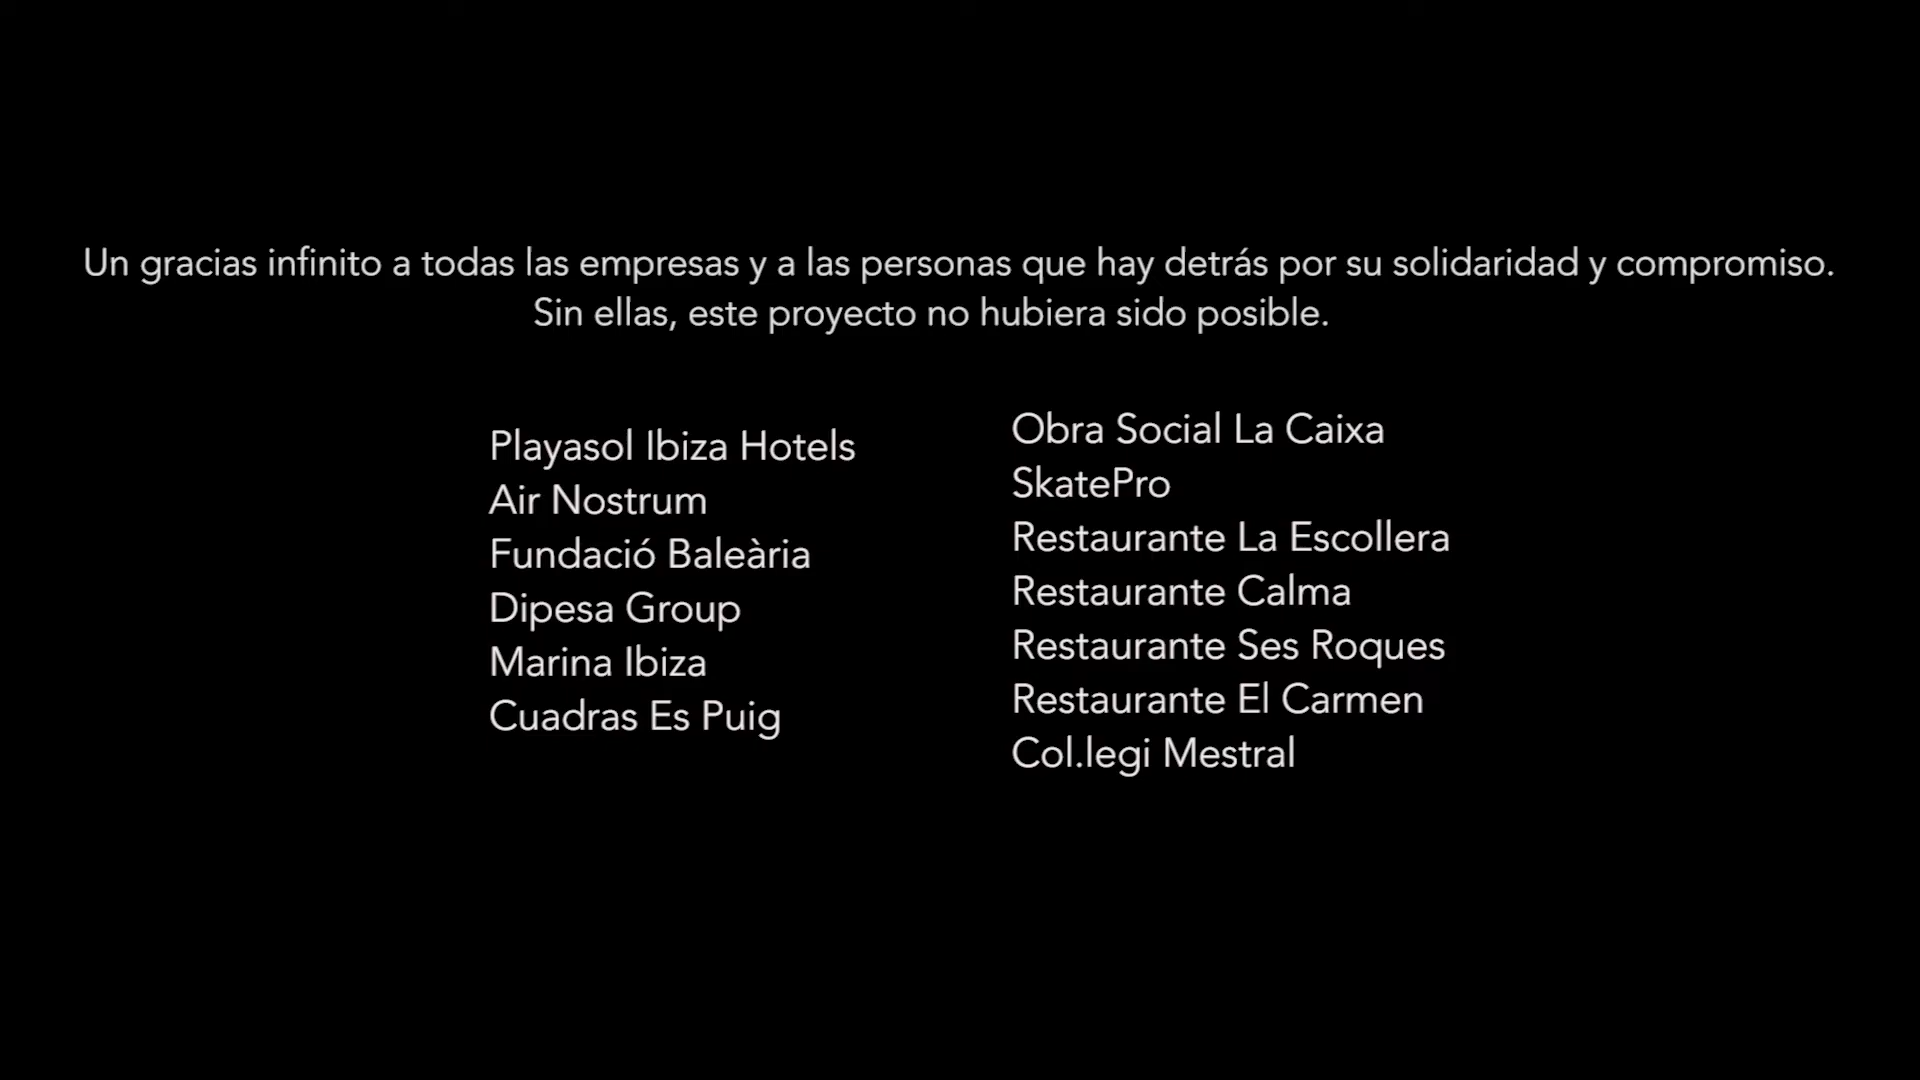 Un gracias infinito a todas las empresas y a las personas que hay detrás por su solidaridad y compromiso.
Sin ellas, este proyecto no hubiera sido posible.
Playasol Ibiza Hotels
Air Nostrum
Fundació Baleària
Dipesa Group
Marina Ibiza
Cuadras Es Puig
Obra Social La Caixa
SkatePro
Restaurante La Escollera
Restaurante Calma
Restaurante Ses Roques
Restaurante El Carmen
Col.legi Mestral